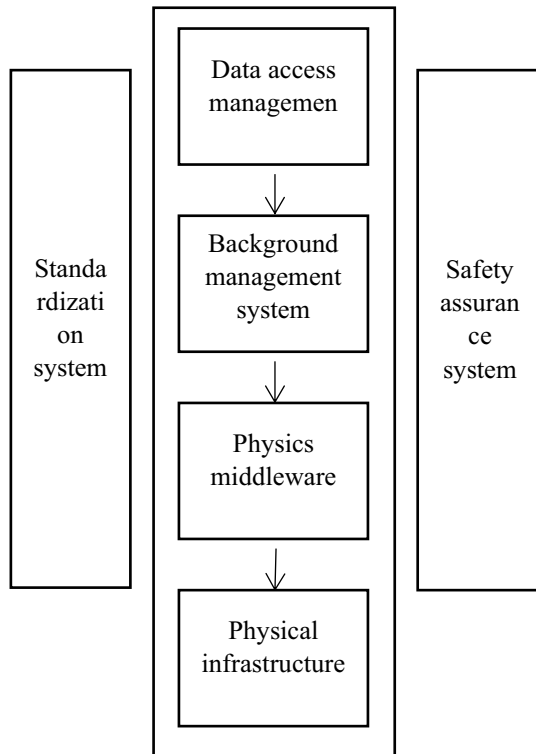 Data access
managemen
Background
management
system
Physics
middleware
Physical
infrastructure
Standa
rdizati
on
system
Safety
assuran
ce
system